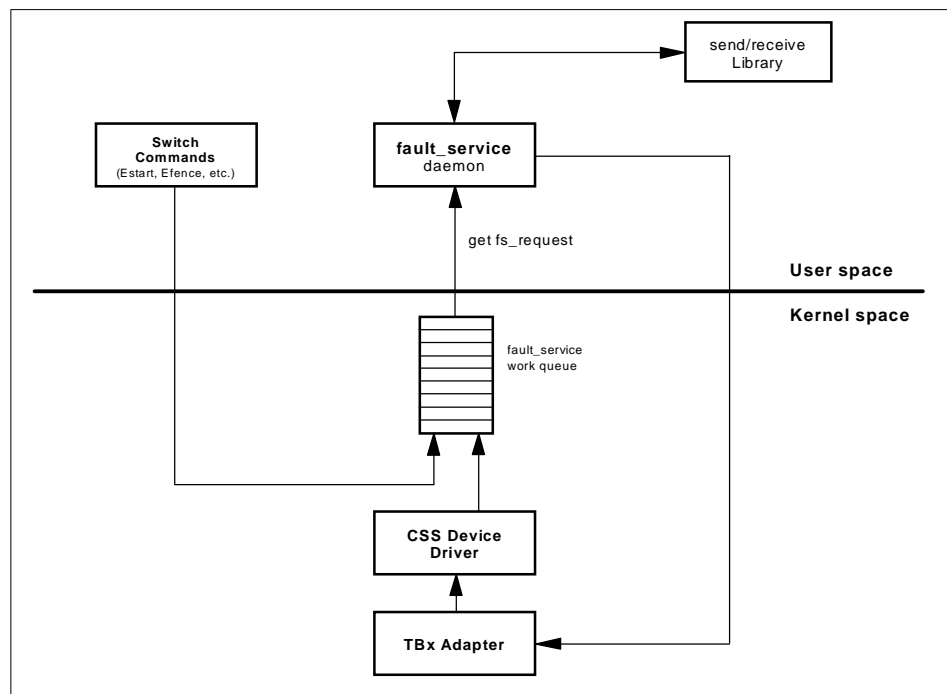 send/receive
Library
Switch
Commands
(Estart, Efence, etc.)
fault_service
daemon
get fs_request
User space
Kernel space
fault_service
work queue
CSS Device
Driver
TBx Adapter